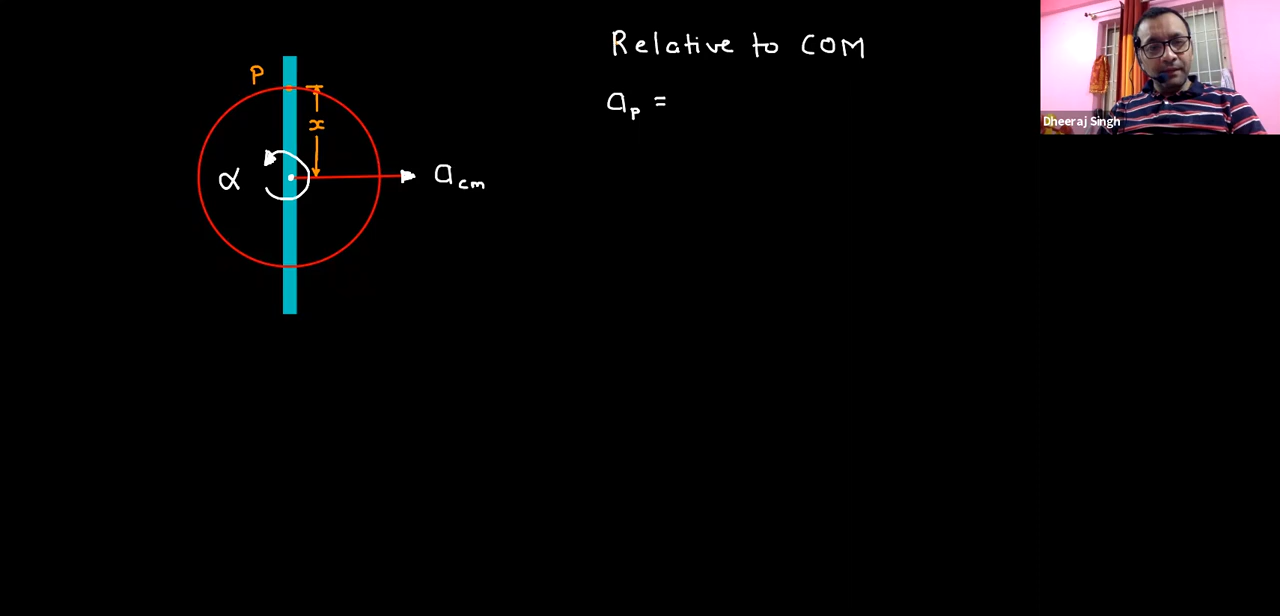 Relative to COM
a_p =
P
x
α
a_cm
Dheeraj Singh